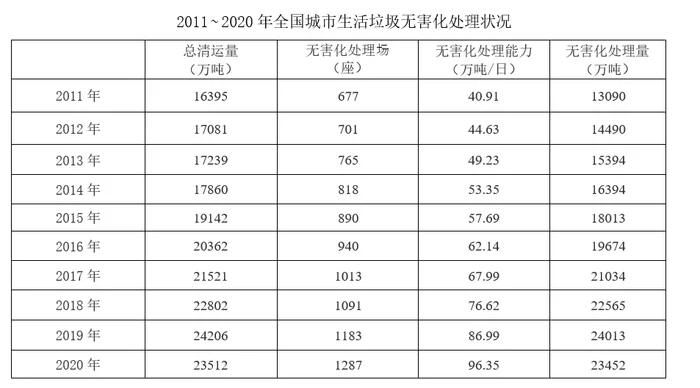 2011~2020 年全国城市生活垃圾无害化处理状况
总清运量（万吨） 无害化处理场（座） 无害化处理能力（万吨/日） 无害化处理量（万吨）
2011 年 16395 677 40.91 13090
2012 年 17081 701 44.63 14490
2013 年 17239 765 49.23 15394
2014 年 17860 818 53.35 16394
2015 年 19142 890 57.69 18013
2016 年 20362 940 62.14 19674
2017 年 21521 1013 67.99 21034
2018 年 22802 1091 76.62 22565
2019 年 24206 1183 86.99 24013
2020 年 23512 1287 96.35 23452